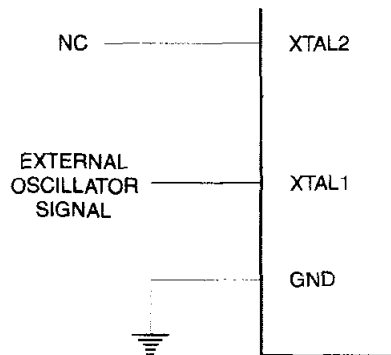 NC XTAL2
EXTERNAL
OSCILLATOR
SIGNAL
XTAL1
GND